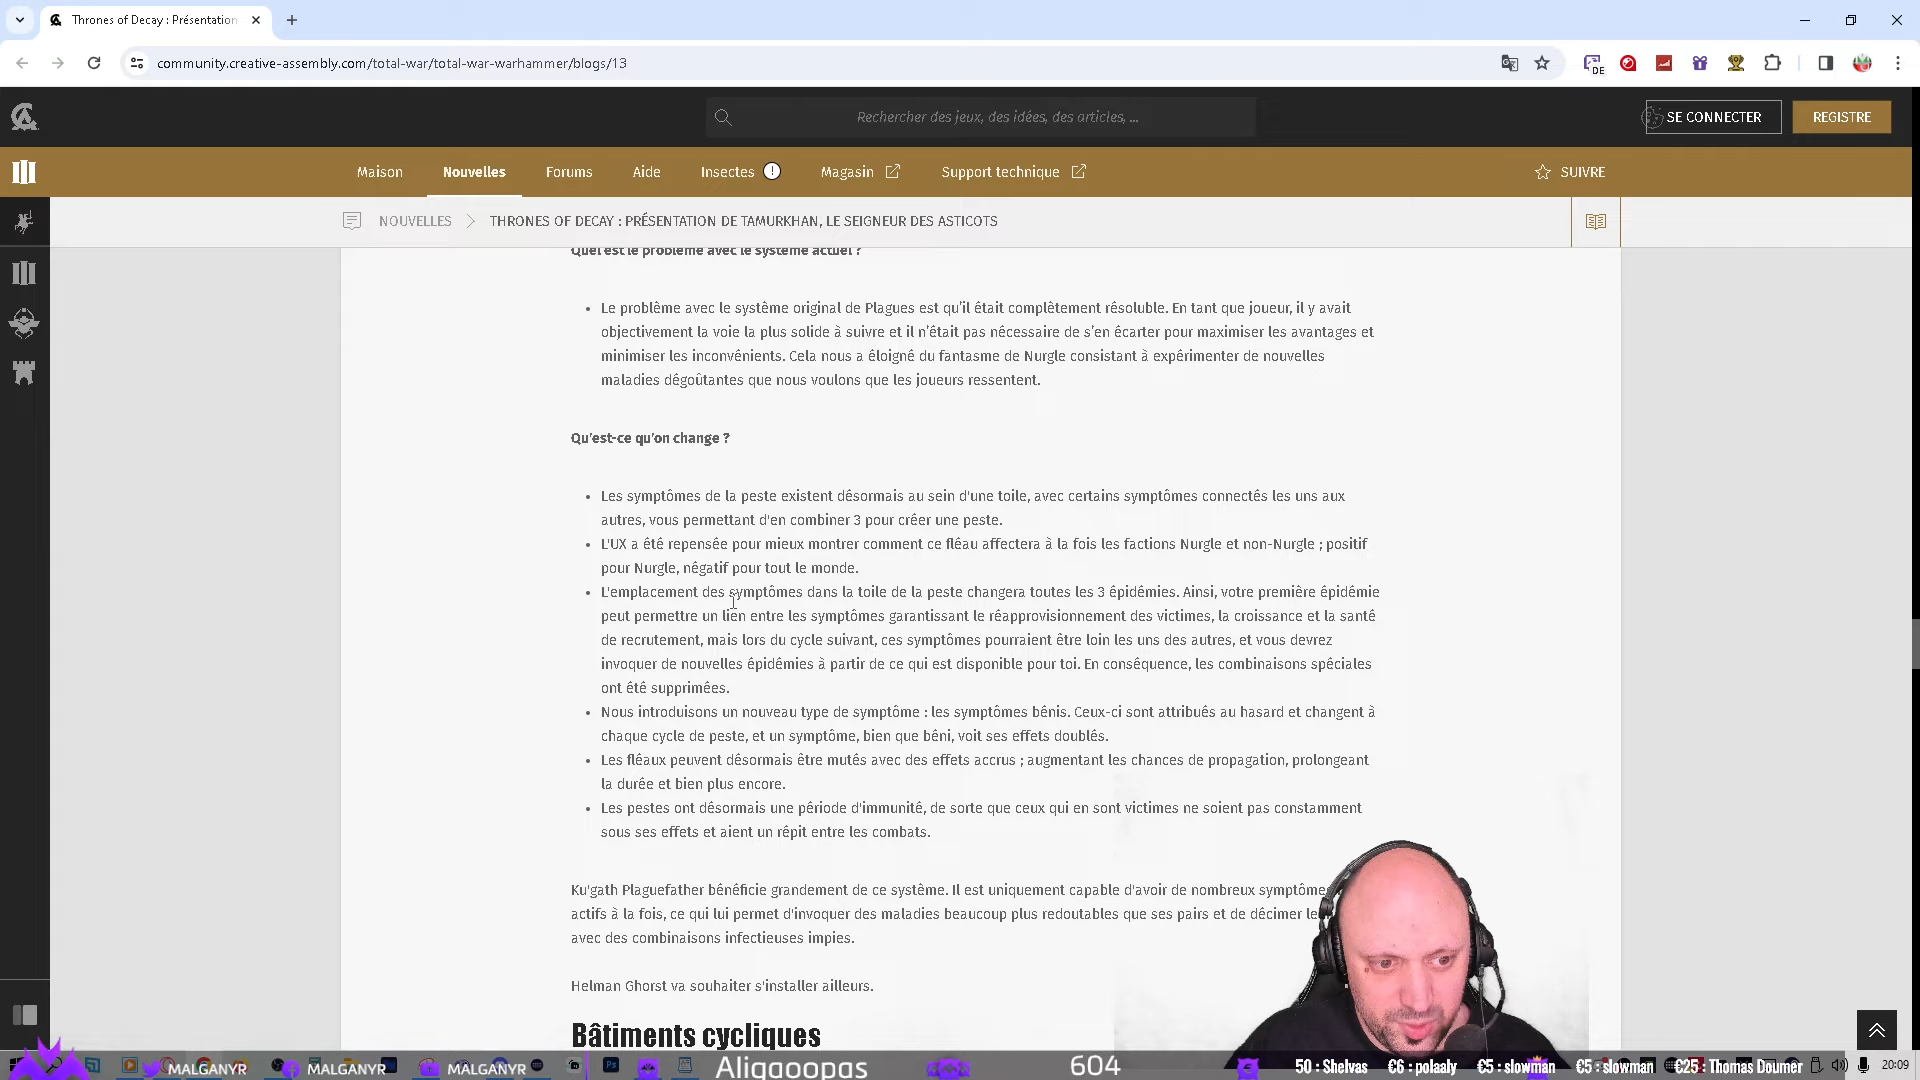 Thrones of Decay : Présentation
community.creative-assembly.com/total-war/total-war-warhammer/blogs/13
DE
Rechercher des jeux, des idées, des articles, ...
SE CONNECTER
REGISTRE
Maison
Nouvelles
Forums
Aide
Insectes
Magasin
Support technique
SUIVRE
NOUVELLES
THRONES OF DECAY : PRÉSENTATION DE TAMURKHAN, LE SEIGNEUR DES ASTICOTS
Quel est le problème avec le système actuel ?
Le problème avec le système original de Plagues est qu'il était complètement résoluble. En tant que joueur, il y avait
objectivement la voie la plus solide à suivre et il n'était pas nécessaire de s'en écarter pour maximiser les avantages et
minimiser les inconvénients. Cela nous a éloigné du fantasme de Nurgle consistant à expérimenter de nouvelles
maladies dégoûtantes que nous voulons que les joueurs ressentent.
Qu'est-ce qu'on change ?
Les symptômes de la peste existent désormais au sein d'une toile, avec certains symptômes connectés les uns aux
autres, vous permettant d'en combiner 3 pour créer une peste.
L'UX a été repensée pour mieux montrer comment ce fléau affectera à la fois les factions Nurgle et non-Nurgle ; positif
pour Nurgle, négatif pour tout le monde.
L'emplacement des symptômes dans la toile de la peste changera toutes les 3 épidémies. Ainsi, votre première épidémie
peut permettre un lien entre les symptômes garantissant le réapprovisionnement des victimes, la croissance et la santé
de recrutement, mais lors du cycle suivant, ces symptômes pourraient être loin les uns des autres, et vous devrez
invoquer de nouvelles épidémies à partir de ce qui est disponible pour toi. En conséquence, les combinaisons spéciales
ont été supprimées.
Nous introduisons un nouveau type de symptôme : les symptômes bénis. Ceux-ci sont attribués au hasard et changent à
chaque cycle de peste, et un symptôme, bien que béni, voit ses effets doublés.
Les fléaux peuvent désormais être mutés avec des effets accrus ; augmentant les chances de propagation, prolongeant
la durée et bien plus encore.
Les pestes ont désormais une période d'immunité, de sorte que ceux qui en sont victimes ne soient pas constamment
sous ses effets et aient un répit entre les combats.
Ku'gath Plaguefather bénéficie grandement de ce système. Il est uniquement capable d'avoir de nombreux symptômes
actifs à la fois, ce qui lui permet d'invoquer des maladies beaucoup plus redoutables que ses pairs et de décimer le
avec des combinaisons infectieuses impies.
Helman Ghorst va souhaiter s'installer ailleurs.
Bâtiments cycliques
MALGANYR
MALGANYR
MALGANYR
Aligaoopas
604
50 : Shelvas
€6 : polaaly
€5 : slowman
€5 : slowman
€25 : Thomas Doumer
20:09